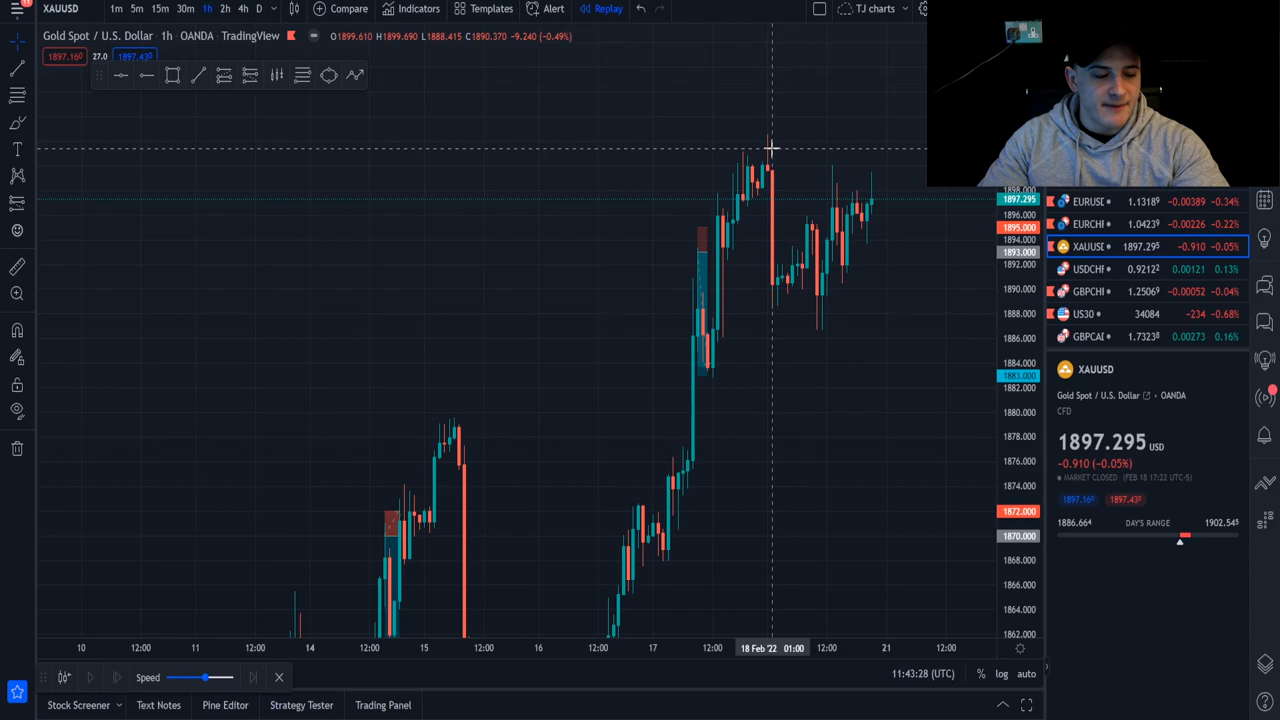 11
XAUUSD 1m 5m 15m 30m 1h 2h 4h D Compare Indicators Templates Alert Replay TJ charts
Gold Spot / U.S. Dollar • 1h • OANDA TradingView O1899.610 H1899.690 L1888.415 C1890.370 -9.240 (-0.49%)
1897.160 27.0 1897.430
1898.000
1897.295
1896.000
1895.000
1894.000
1893.000
1892.000
1890.000
1888.000
1886.000
1884.000
1883.000
1882.000
1880.000
1878.000
1876.000
1874.000
1872.000
1870.000
1868.000
1866.000
1864.000
1862.000
EURUSD 1.13189 -0.00389 -0.34%
EURCHF 1.04239 -0.00226 -0.22%
XAUUSD 1897.295 -0.910 -0.05%
USDCHF 0.92122 0.00121 0.13%
GBPCHF 1.25069 -0.00052 -0.04%
US30 34084 -234 -0.68%
GBPCAD 1.73238 0.00273 0.16%
XAUUSD
Gold Spot / U.S. Dollar • OANDA
CFD
1897.295 USD
-0.910 (-0.05%)
MARKET CLOSED (FEB 18 17:22 UTC-5)
1897.160 1897.430
1886.664 DAY'S RANGE 1902.545
10 12:00 11 12:00 14 12:00 15 12:00 16 12:00 17 12:00 18 Feb '22 01:00 12:00 21 12:00
Speed 11:43:28 (UTC) % log auto
Stock Screener Text Notes Pine Editor Strategy Tester Trading Panel